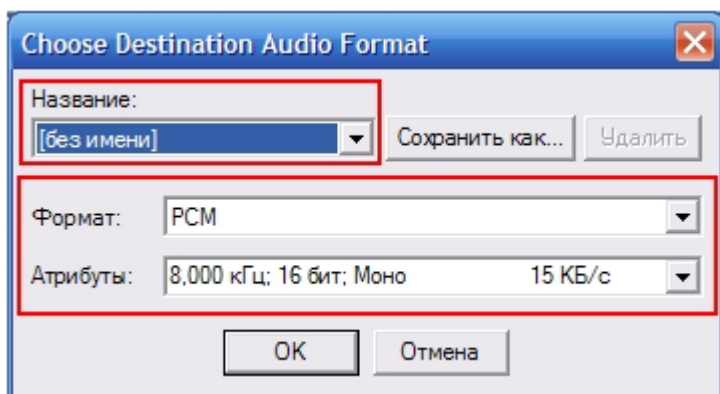 Choose Destination Audio Format
Название:
[без имени]
Сохранить как...
Удалить
Формат:
PCM
Атрибуты:
8,000 кГц; 16 бит; Моно 15 КБ/с
OK
Отмена